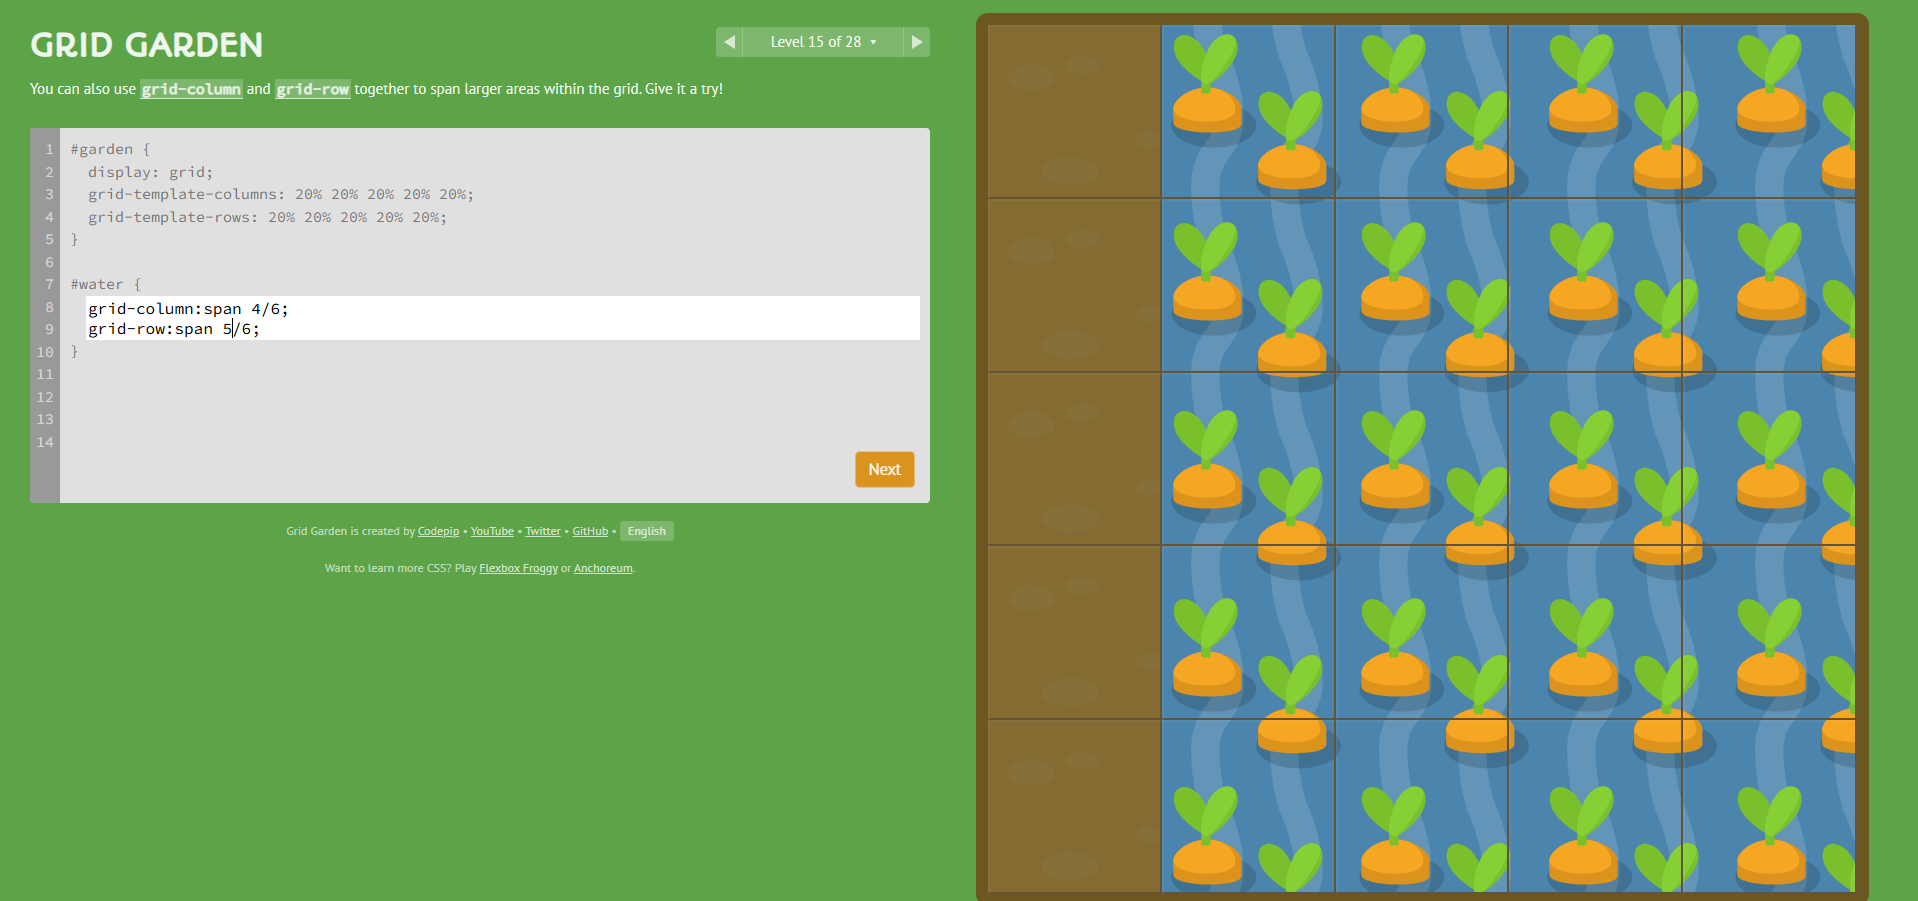 GRID GARDEN
◀ Level 15 of 28 ▾ ▶
You can also use grid-column and grid-row together to span larger areas within the grid. Give it a try!
1 #garden {
2 display: grid;
3 grid-template-columns: 20% 20% 20% 20% 20%;
4 grid-template-rows: 20% 20% 20% 20% 20%;
5 }
6
7 #water {
8 grid-column:span 4/6;
9 grid-row:span 5/6;
10 }
11
12
13
14
Next
Grid Garden is created by Codepip • YouTube • Twitter • GitHub • English
Want to learn more CSS? Play Flexbox Froggy or Anchoreum.